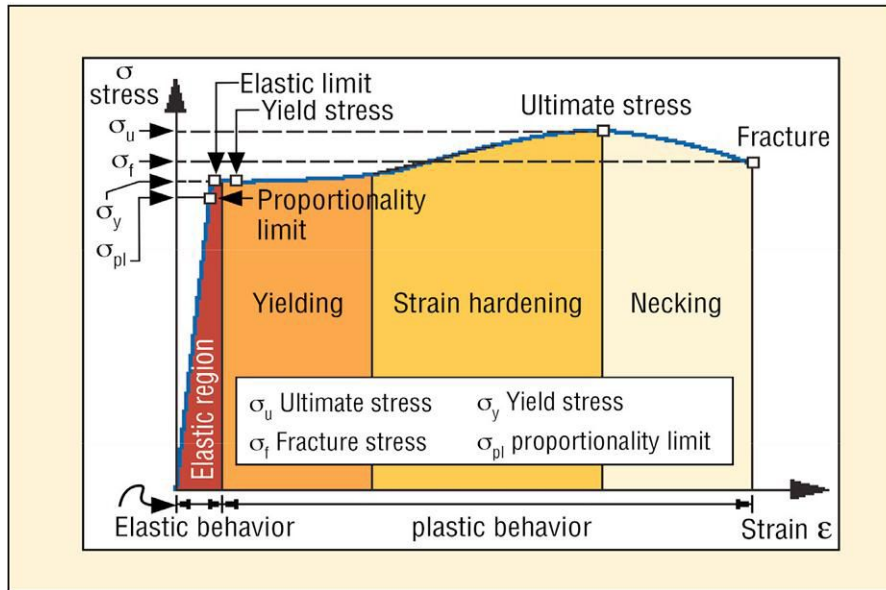 σ
stress
Elastic limit
Yield stress
Ultimate stress
Fracture
σu
σf
σy
σpl
Proportionality
limit
Yielding
Strain hardening
Necking
Elastic region
σu Ultimate stress
σy Yield stress
σf Fracture stress
σpl proportionality limit
Elastic behavior
plastic behavior
Strain ε